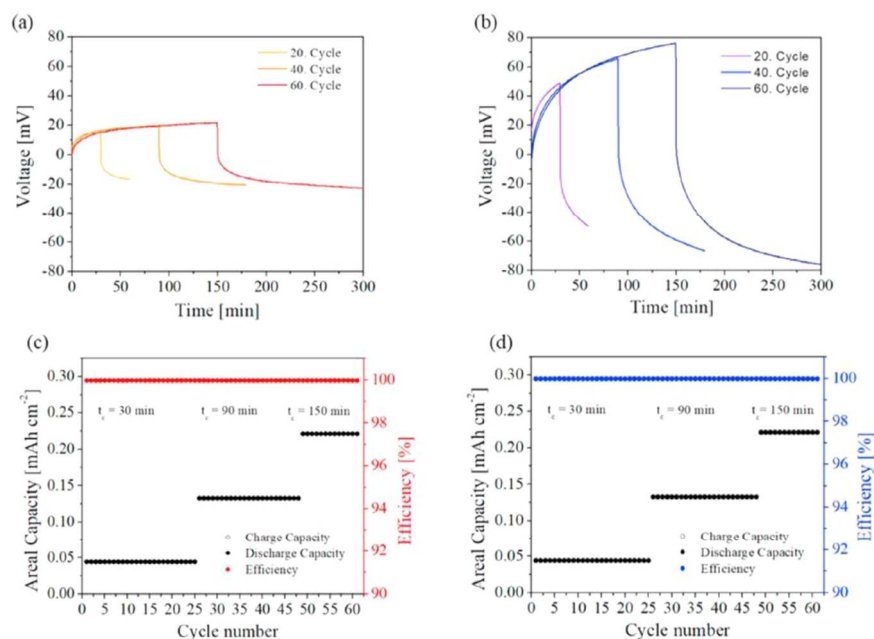 (a)
80
60
40
20
0
-20
-40
-60
-80
Voltage [mV]
20. Cycle
40. Cycle
60. Cycle
0 50 100 150 200 250 300
Time [min]
(b)
80
60
40
20
0
-20
-40
-60
-80
Voltage [mV]
20. Cycle
40. Cycle
60. Cycle
0 50 100 150 200 250 300
Time [min]
(c)
0.30
0.25
0.20
0.15
0.10
0.05
0.00
Areal Capacity [mAh cm⁻²]
t_c = 30 min t_c = 90 min t_c = 150 min
Charge Capacity
Discharge Capacity
Efficiency
100
98
96
94
92
90
Efficiency [%]
0 5 10 15 20 25 30 35 40 45 50 55 60
Cycle number
(d)
0.30
0.25
0.20
0.15
0.10
0.05
0.00
Areal Capacity [mAh cm⁻²]
t_c = 30 min t_c = 90 min t_c = 150 min
Charge Capacity
Discharge Capacity
Efficiency
100
98
96
94
92
90
Efficiency [%]
0 5 10 15 20 25 30 35 40 45 50 55 60
Cycle number